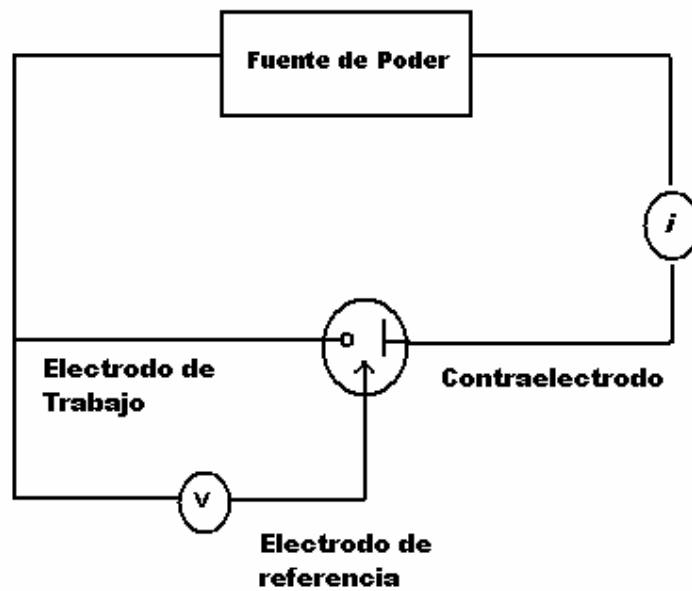 Fuente de Poder
i
Electrodo de
Trabajo
Contraelectrodo
V
Electrodo de
referencia